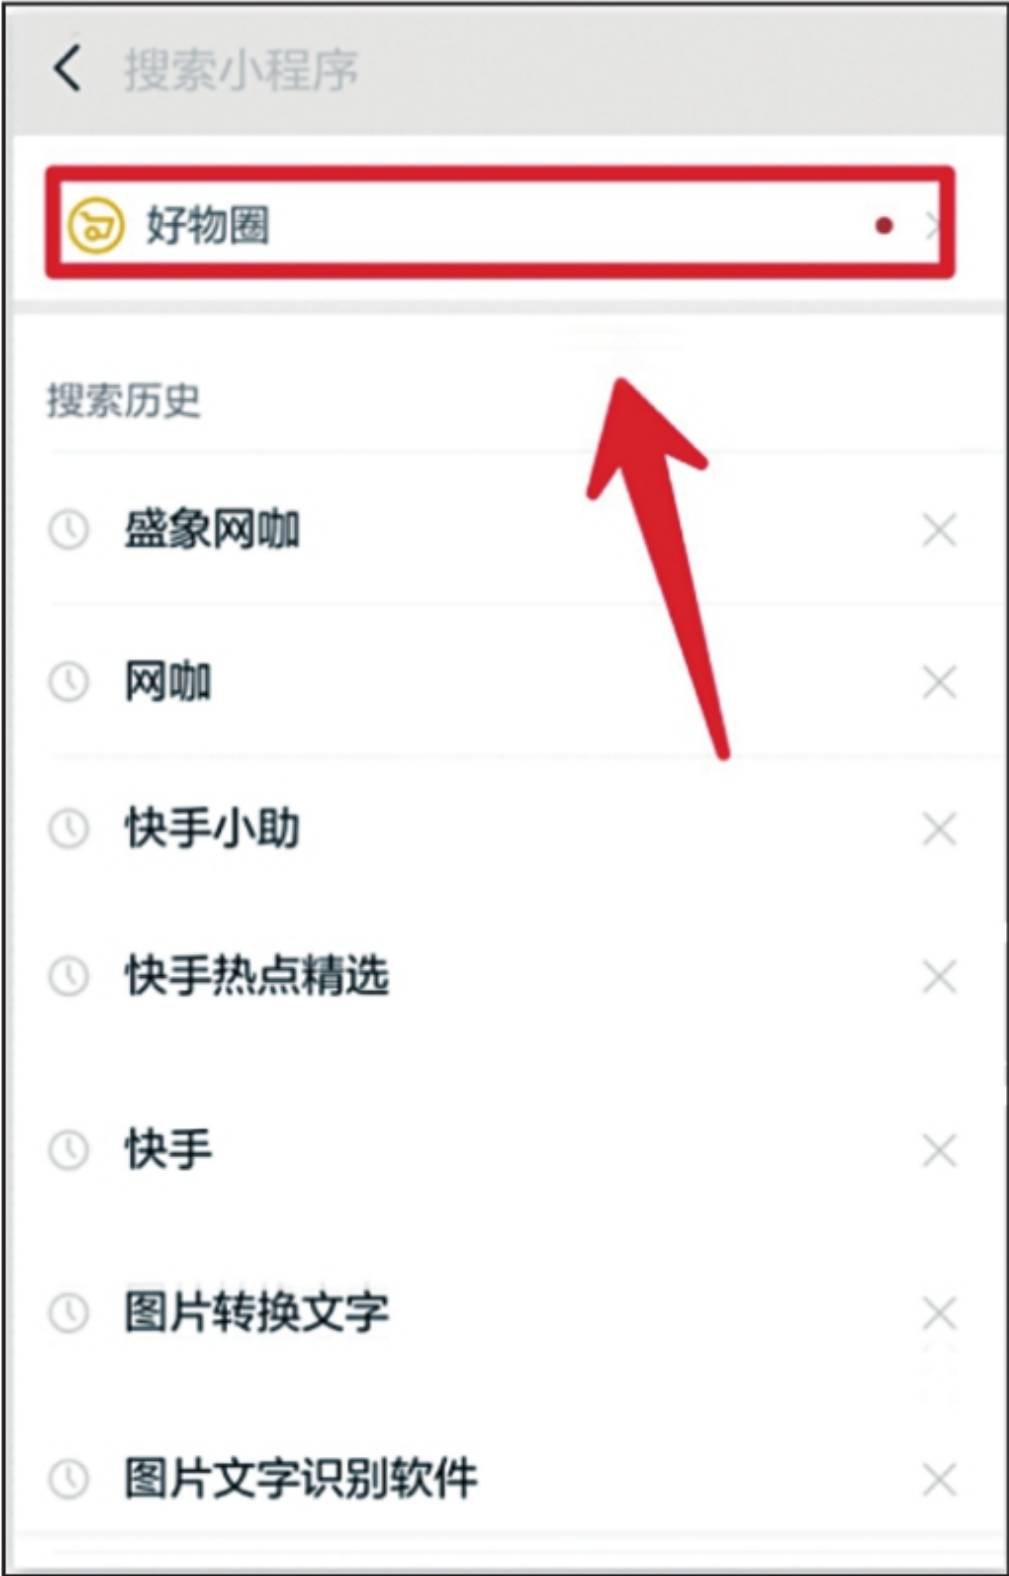 搜索小程序
好物圈
搜索历史
盛象网咖
网咖
快手小助
快手热点精选
快手
图片转换文字
图片文字识别软件